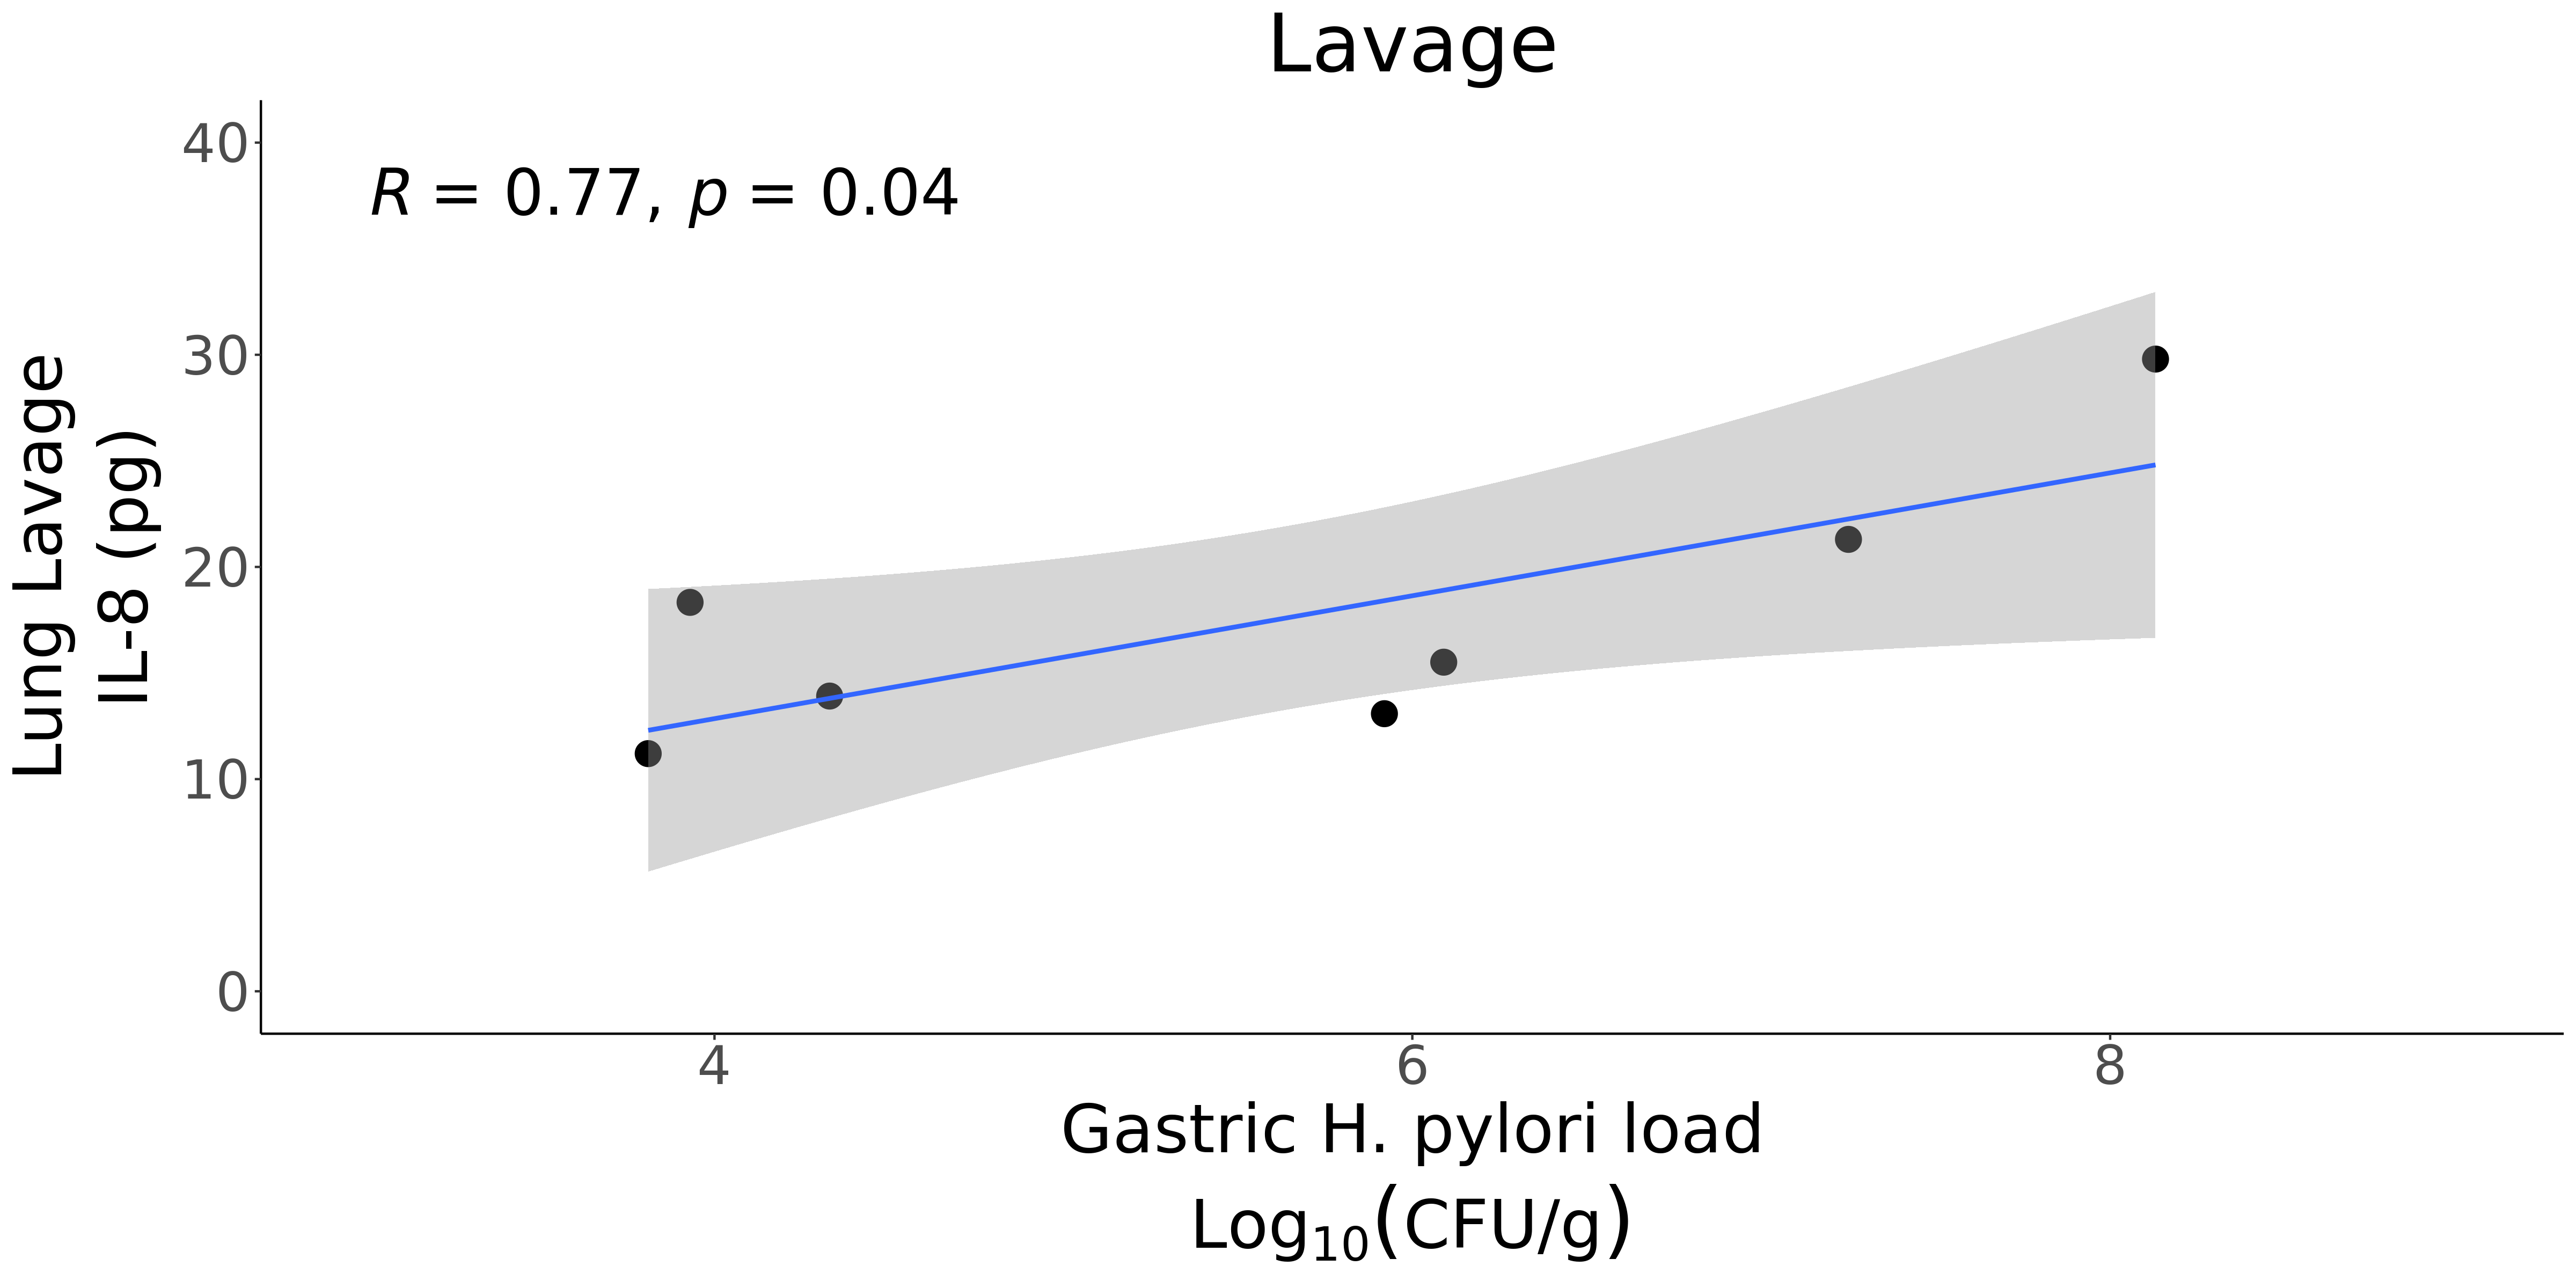 Lavage
R = 0.77, p = 0.04
Lung Lavage
IL-8 (pg)
40
30
20
10
0
4
6
8
Gastric H. pylori load
Log₁₀(CFU/g)